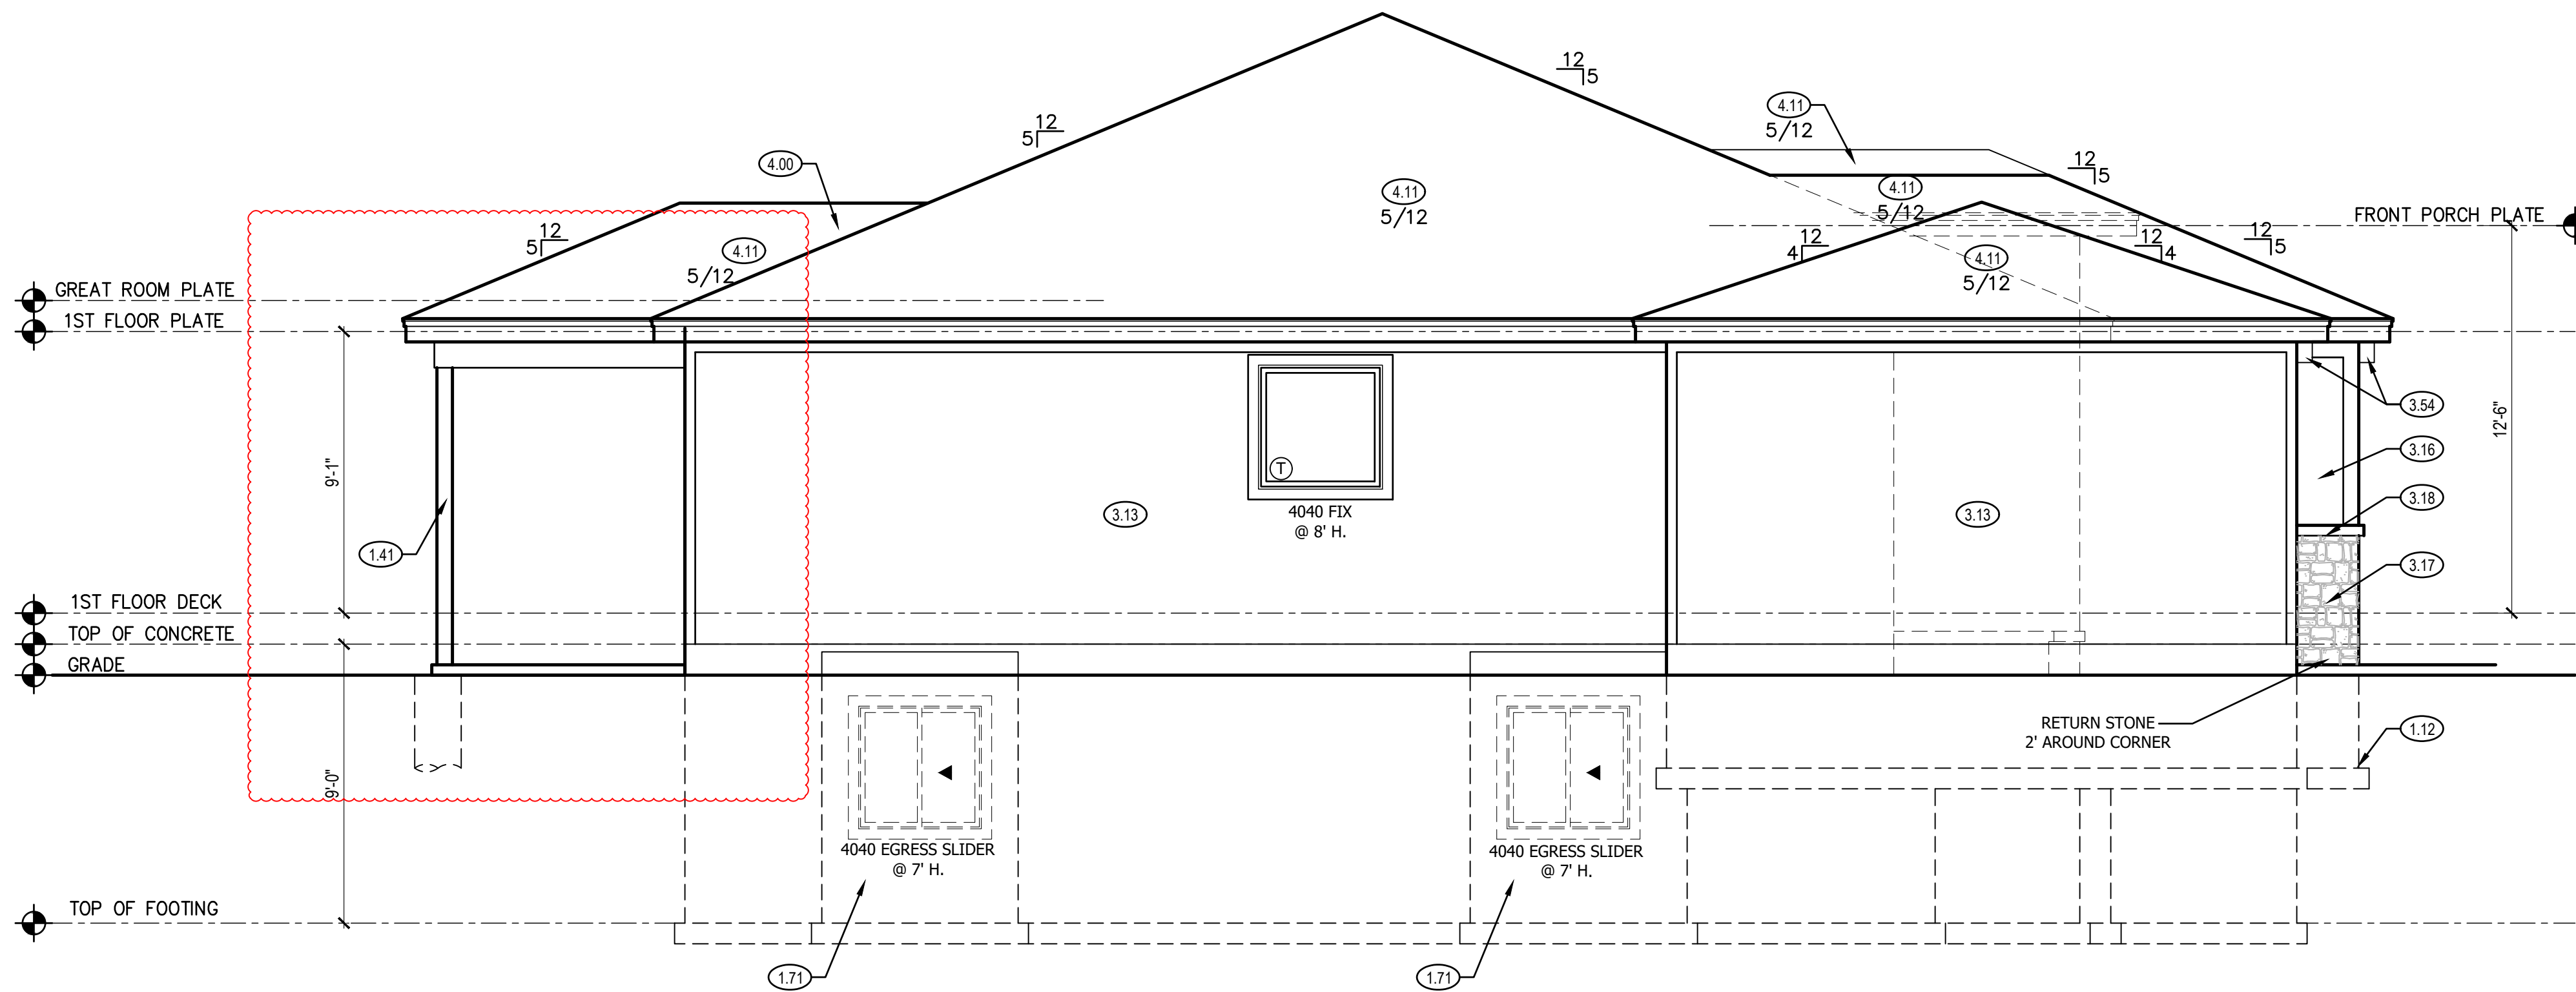 12
5
4.11
5/12
12
5
4.00
12
5
4.11
5/12
4.11
5/12
FRONT PORCH PLATE
12
5
4.11
5/12
12
4
4.11
5/12
12
4
12
5
GREAT ROOM PLATE
1ST FLOOR PLATE
9'-1"
3.54
12'-6"
3.16
T
3.18
3.13
4040 FIX
@ 8' H.
3.13
1.41
3.17
1ST FLOOR DECK
TOP OF CONCRETE
GRADE
RETURN STONE
2' AROUND CORNER
1.12
9'-0"
4040 EGRESS SLIDER
@ 7' H.
4040 EGRESS SLIDER
@ 7' H.
TOP OF FOOTING
1.71
1.71